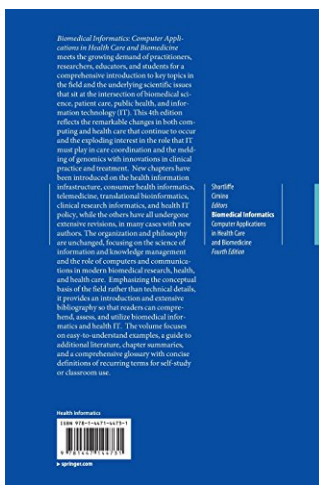 Biomedical Informatics: Computer Appli-
cations in Health Care and Biomedicine
meets the growing demand of practitioners,
researchers, educators, and students for a
comprehensive introduction to key topics in
the field and the underlying scientific issues
that sit at the intersection of biomedical sci-
ence, patient care, public health, and infor-
mation technology (IT). This 4th edition
reflects the remarkable changes in both com-
puting and health care that continue to occur
and the exploding interest in the role that IT
must play in care coordination and the meld-
ing of genomics with innovations in clinical
practice and treatment. New chapters have
been introduced on the health information
infrastructure, consumer health informatics,
telemedicine, translational bioinformatics,
clinical research informatics, and health IT
policy, while the others have all undergone
extensive revisions, in many cases with new
authors. The organization and philosophy
are unchanged, focusing on the science of
information and knowledge management
and the role of computers and communica-
tions in modern biomedical research, health,
and health care. Emphasizing the conceptual
basis of the field rather than technical details,
it provides an introduction and extensive
bibliography so that readers can compre-
hend, assess, and utilize biomedical infor-
matics and health IT. The volume focuses
on easy-to-understand examples, a guide to
additional literature, chapter summaries,
and a comprehensive glossary with concise
definitions of recurring terms for self-study
or classroom use.
Shortliffe
Cimino
Editors
Biomedical Informatics
Computer Applications
in Health Care
and Biomedicine
Fourth Edition
Health Informatics
ISBN 978-1-4471-4473-1
9 781447 144731
▸ springer.com